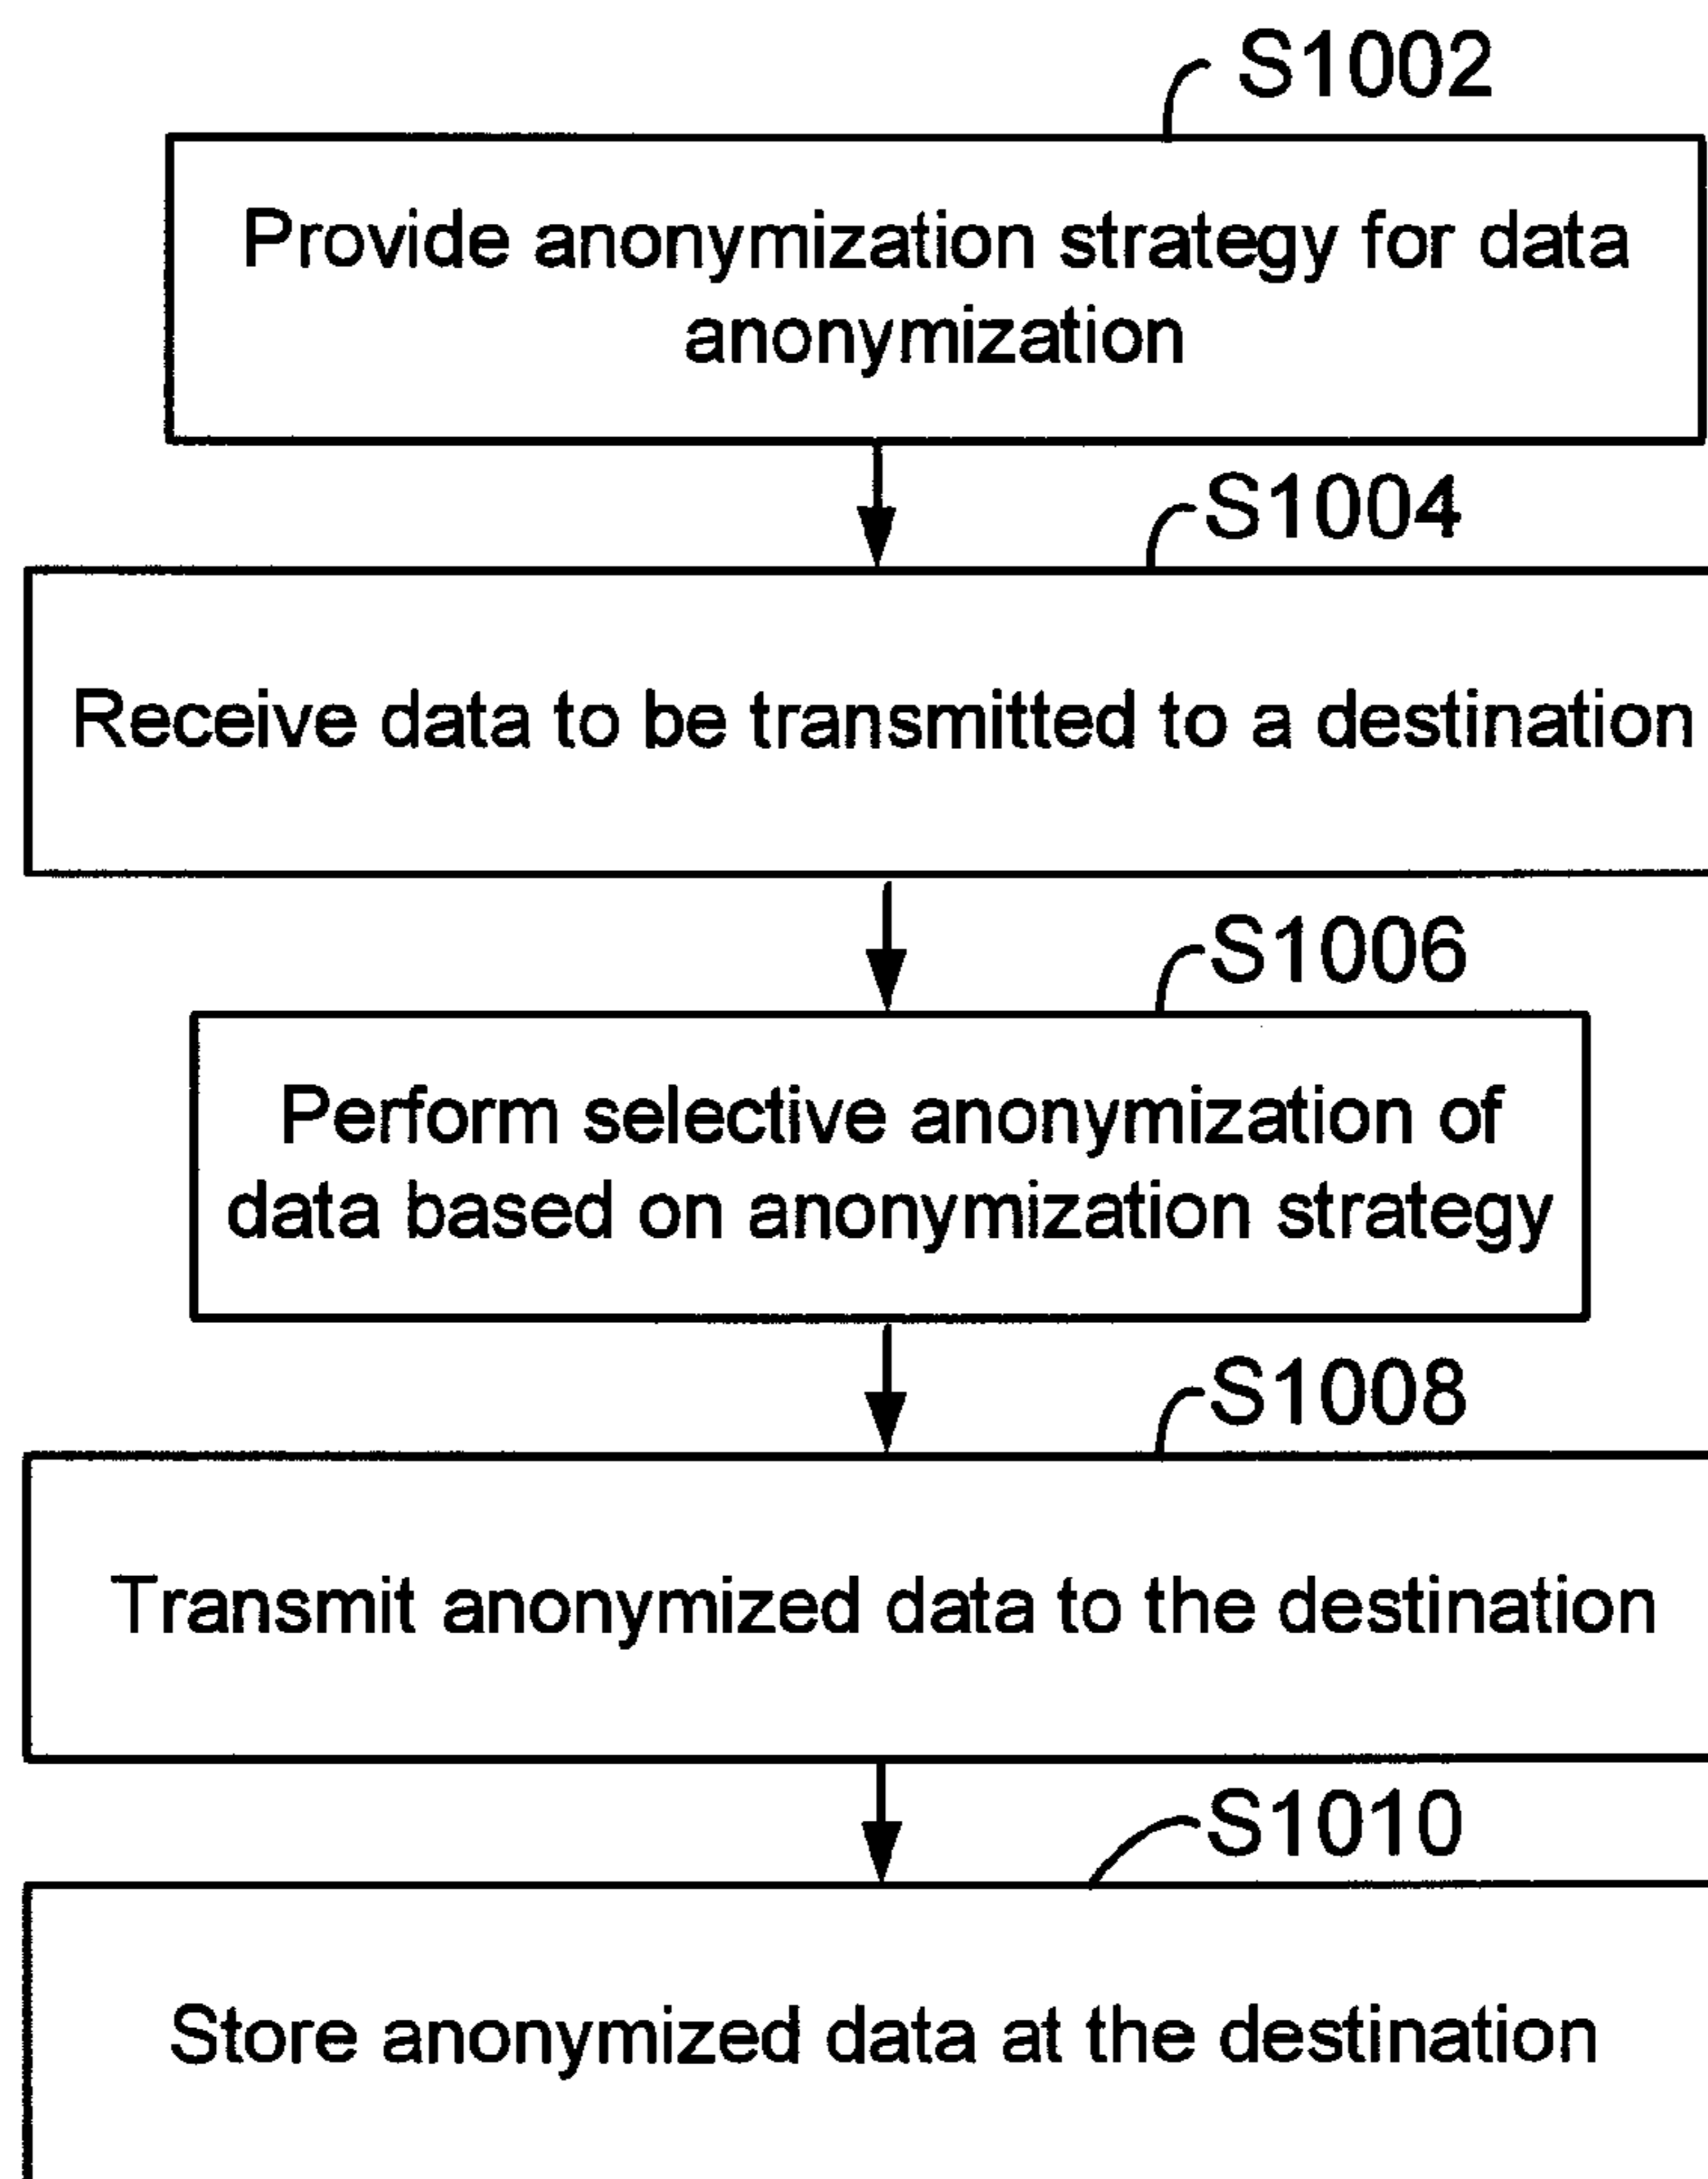 S1002
Provide anonymization strategy for data
anonymization
S1004
Receive data to be transmitted to a destination
S1006
Perform selective anonymization of
data based on anonymization strategy
S1008
Transmit anonymized data to the destination
S1010
Store anonymized data at the destination